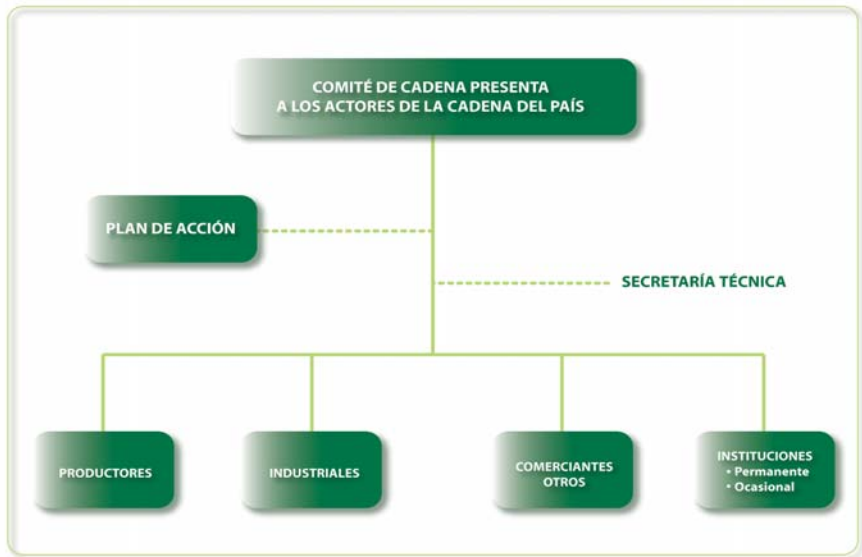 COMITÉ DE CADENA PRESENTA
A LOS ACTORES DE LA CADENA DEL PAÍS
PLAN DE ACCIÓN
SECRETARÍA TÉCNICA
PRODUCTORES
INDUSTRIALES
COMERCIANTES
OTROS
INSTITUCIONES
• Permanente
• Ocasional